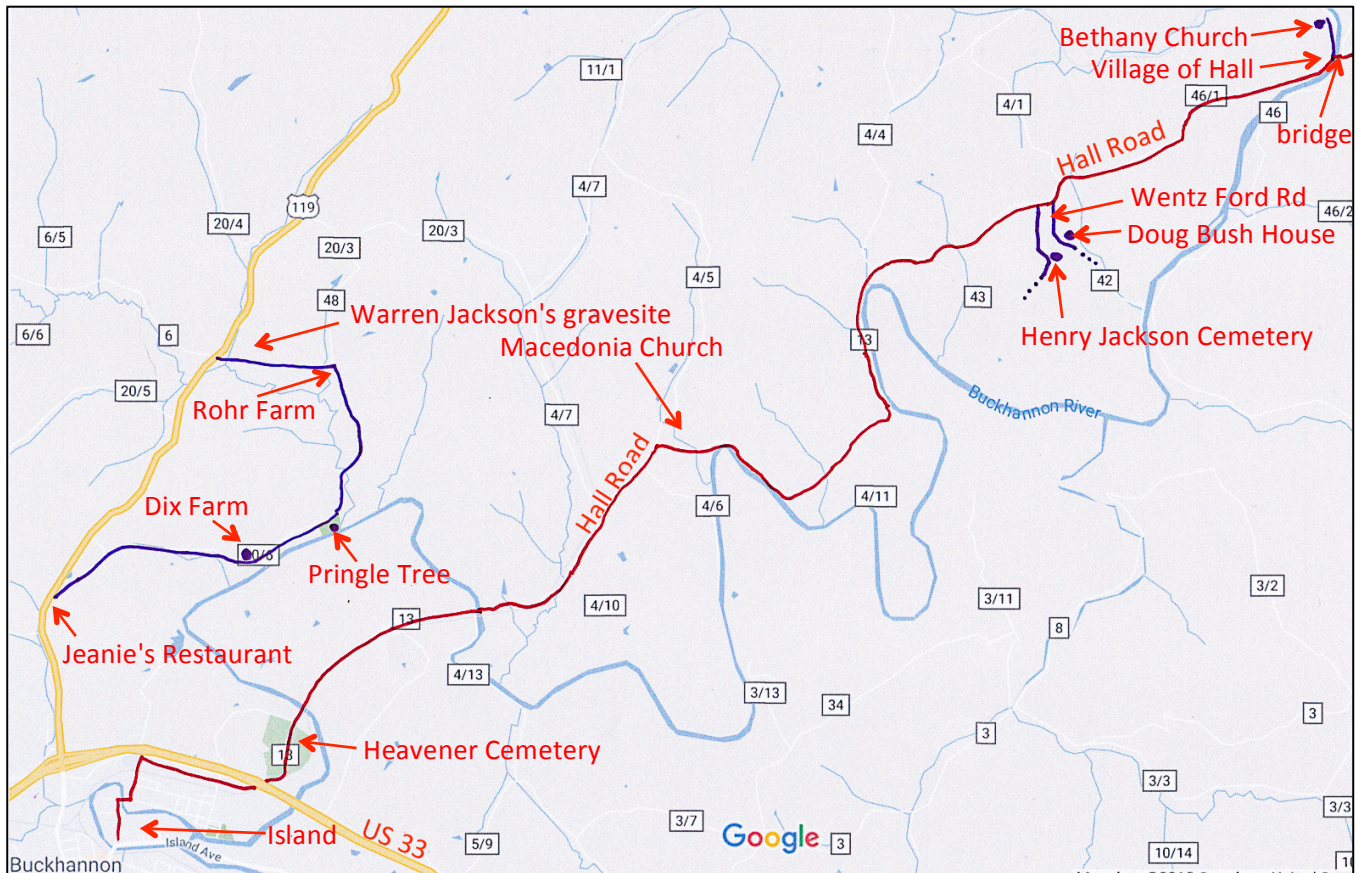 Bethany Church
Village of Hall
11/1
4/1
46/1
46
bridge
4/4
Hall Road
4/7
Wentz Ford Rd
119
20/4
6/5
20/3
20/3
46/2
Doug Bush House
4/5
42
48
43
Warren Jackson's gravesite
6/6
6
Macedonia Church
13
Henry Jackson Cemetery
20/5
Rohr Farm
4/7
Buckhannon River
Hall Road
Dix Farm
4/6
4/11
20/6
Pringle Tree
3/2
4/10
3/11
13
8
Jeanie's Restaurant
4/13
3/13
34
3
Heavener Cemetery
13
3
3/3
3/3
Island
US 33
3/7
Google
3
Island Ave
5/9
10/14
Buckhannon